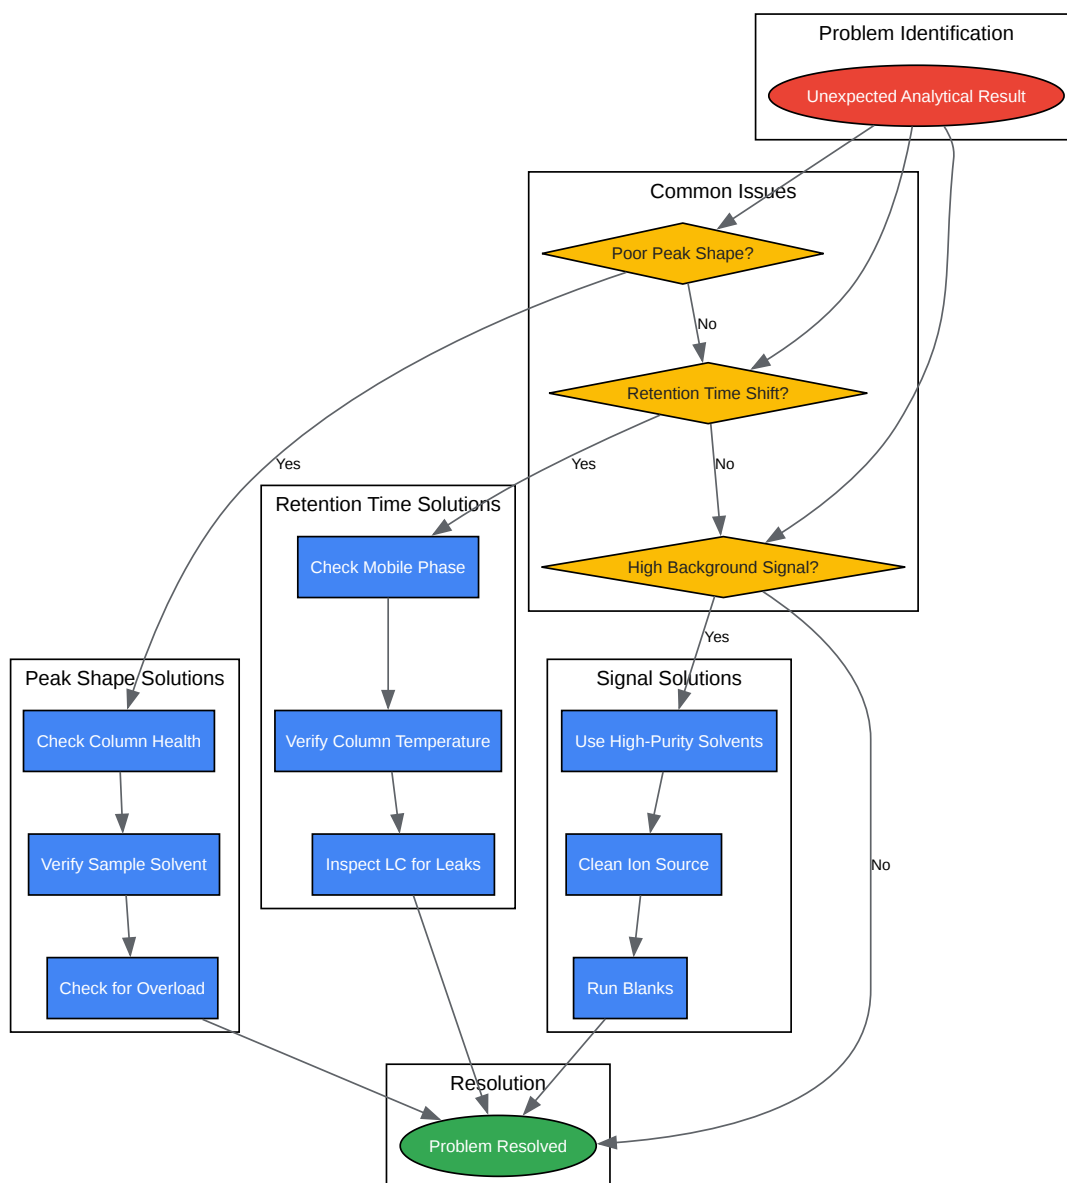 Problem Identification
Unexpected Analytical Result
Common Issues
Poor Peak Shape?
No
Retention Time Shift?
Yes
Yes
No
Retention Time Solutions
Check Mobile Phase
High Background Signal?
Yes
Peak Shape Solutions
Signal Solutions
Check Column Health
Verify Column Temperature
Use High-Purity Solvents
Verify Sample Solvent
Inspect LC for Leaks
Clean Ion Source
No
Check for Overload
Run Blanks
Resolution
Problem Resolved